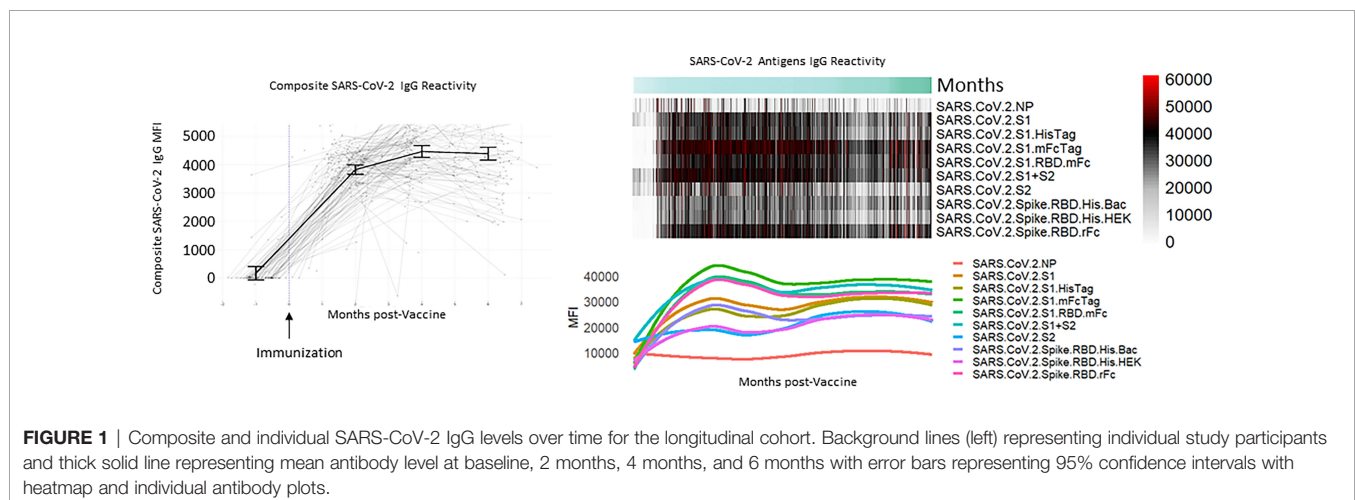 Composite SARS-CoV-2 IgG Reactivity
Composite SARS-CoV-2 IgG MFI
5000
4000
3000
2000
1000
0
Months post-Vaccine
Immunization
SARS-CoV-2 Antigens IgG Reactivity
Months
SARS.CoV.2.NP
SARS.CoV.2.S1
SARS.CoV.2.S1.HisTag
SARS.CoV.2.S1.mFcTag
SARS.CoV.2.S1.RBD.mFc
SARS.CoV.2.S1+S2
SARS.CoV.2.S2
SARS.CoV.2.Spike.RBD.His.Bac
SARS.CoV.2.Spike.RBD.His.HEK
SARS.CoV.2.Spike.RBD.rFc
60000
50000
40000
30000
20000
10000
0
MFI
40000
30000
20000
10000
Months post-Vaccine
SARS.CoV.2.NP
SARS.CoV.2.S1
SARS.CoV.2.S1.HisTag
SARS.CoV.2.S1.mFcTag
SARS.CoV.2.S1.RBD.mFc
SARS.CoV.2.S1+S2
SARS.CoV.2.S2
SARS.CoV.2.Spike.RBD.His.Bac
SARS.CoV.2.Spike.RBD.His.HEK
SARS.CoV.2.Spike.RBD.rFc
FIGURE 1 | Composite and individual SARS-CoV-2 IgG levels over time for the longitudinal cohort. Background lines (left) representing individual study participants
and thick solid line representing mean antibody level at baseline, 2 months, 4 months, and 6 months with error bars representing 95% confidence intervals with
heatmap and individual antibody plots.